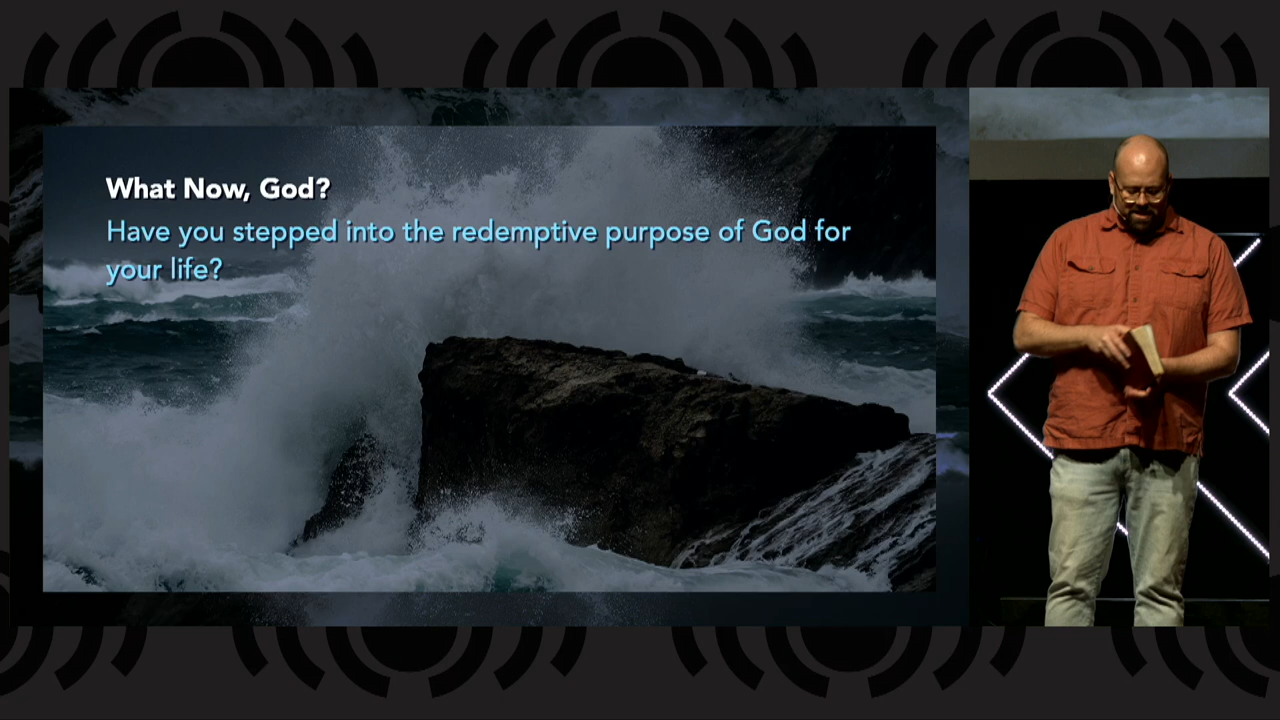 What Now, God?
Have you stepped into the redemptive purpose of God for
your life?